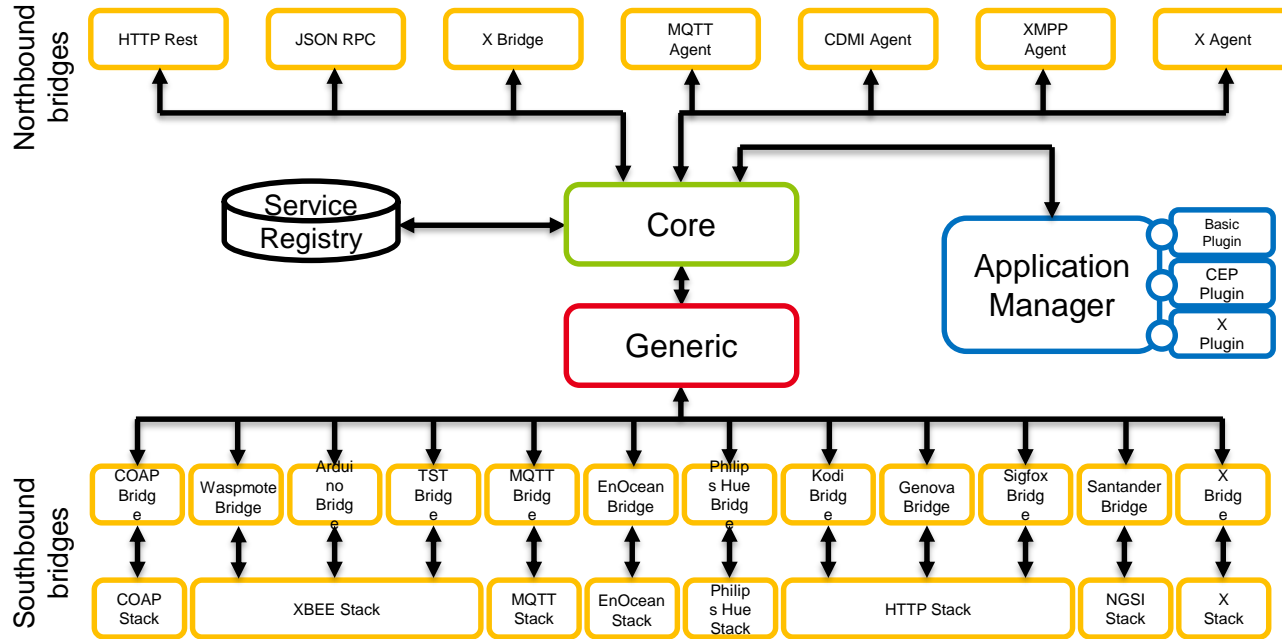 Northbound
bridges
HTTP Rest
JSON RPC
X Bridge
MQTT
Agent
CDMI Agent
XMPP
Agent
X Agent
Service
Registry
Core
Application
Manager
Basic
Plugin
CEP
Plugin
X
Plugin
Generic
Southbound
bridges
COAP
Bridg
e
Waspmote
Bridge
Ardui
no
Bridg
e
TST
Bridg
e
MQTT
Bridg
e
EnOcean
Bridge
Philip
s Hue
Bridg
e
Kodi
Bridg
e
Genova
Bridge
Sigfox
Bridg
e
Santander
Bridge
X
Bridg
e
COAP
Stack
XBEE Stack
MQTT
Stack
EnOcean
Stack
Philip
s Hue
Stack
HTTP Stack
NGSI
Stack
X
Stack